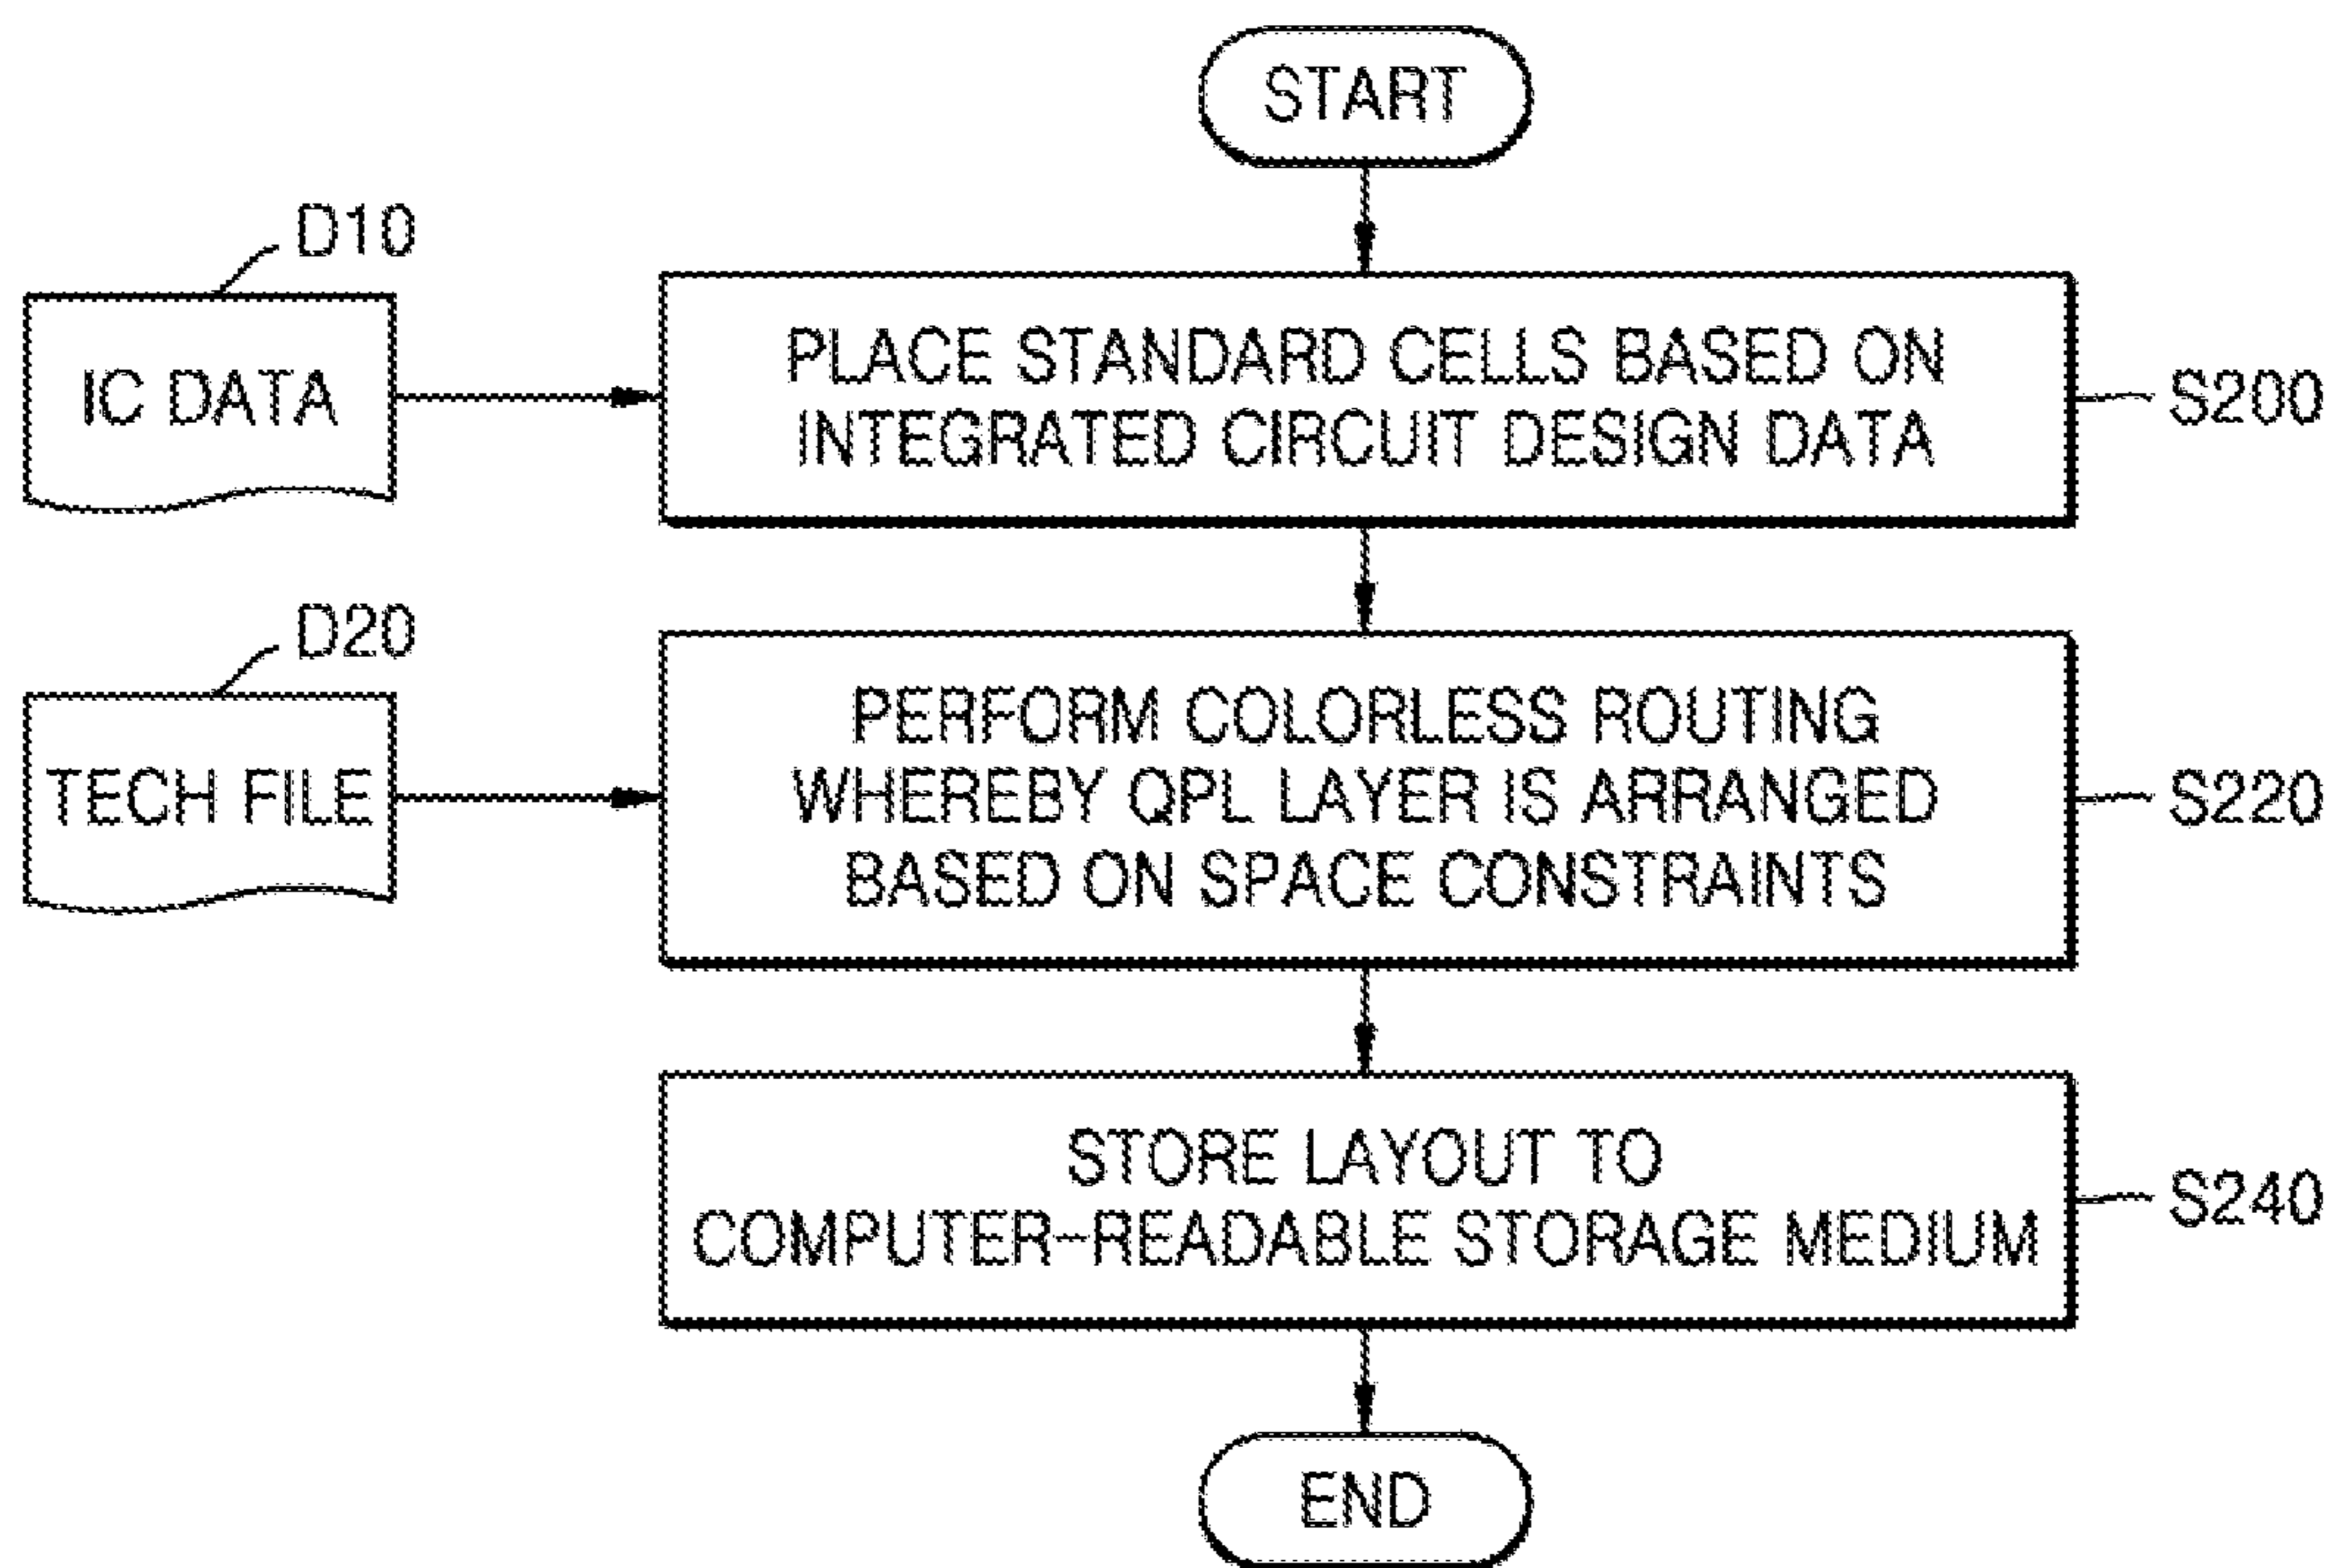 START
D10
IC DATA
PLACE STANDARD CELLS BASED ON
INTEGRATED CIRCUIT DESIGN DATA
S200
D20
TECH FILE
PERFORM COLORLESS ROUTING
WHEREBY QPL LAYER IS ARRANGED
BASED ON SPACE CONSTRAINTS
S220
STORE LAYOUT TO
COMPUTER-READABLE STORAGE MEDIUM
S240
END